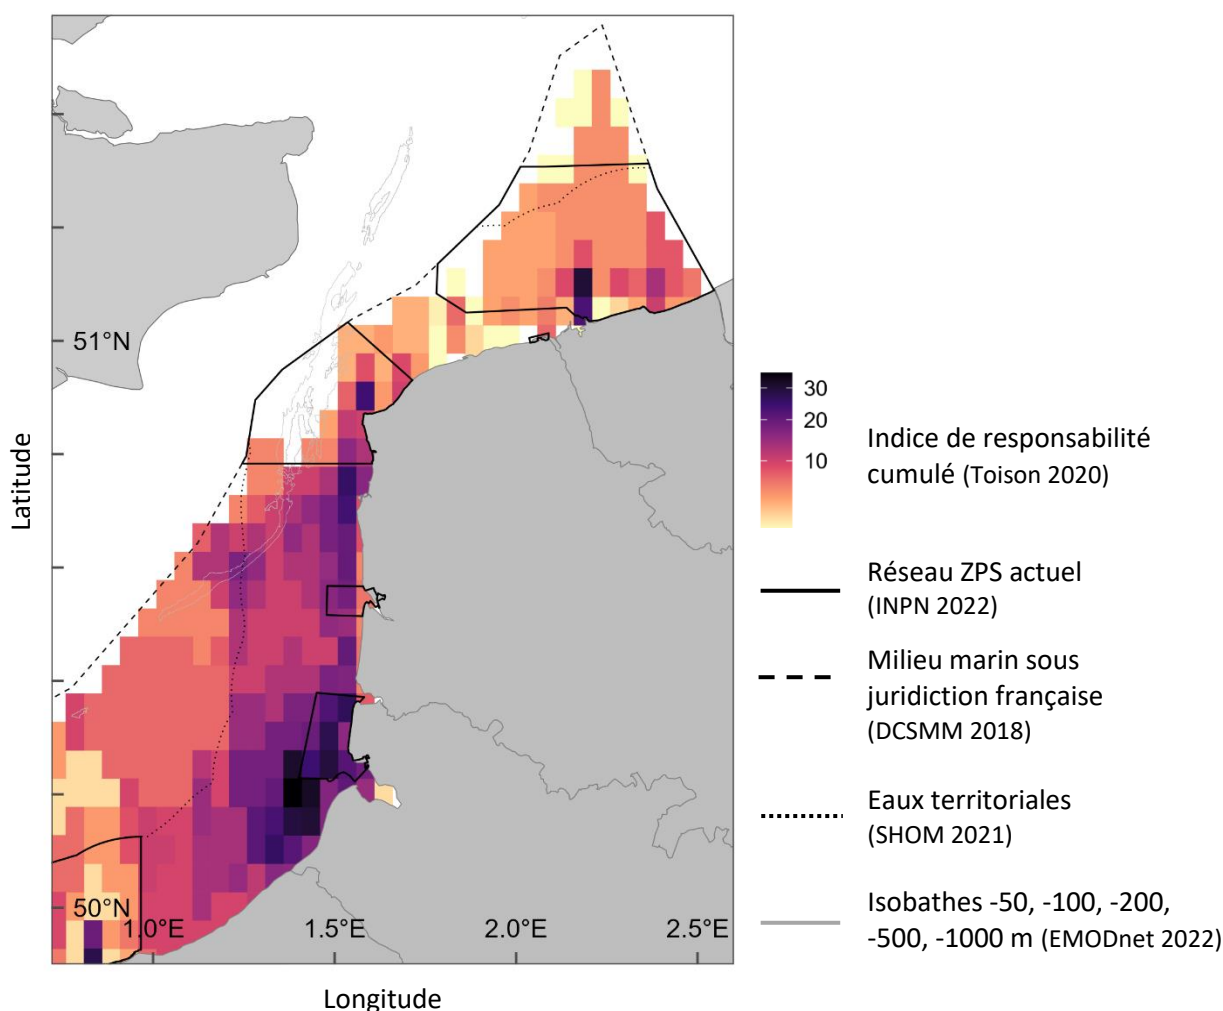 51°N
50°N
1.0°E
1.5°E
2.0°E
2.5°E
Latitude
Longitude
30
20
10
Indice de responsabilité
cumulé (Toison 2020)
Réseau ZPS actuel
(INPN 2022)
Milieu marin sous
juridiction française
(DCSMM 2018)
Eaux territoriales
(SHOM 2021)
Isobathes -50, -100, -200,
-500, -1000 m (EMODnet 2022)